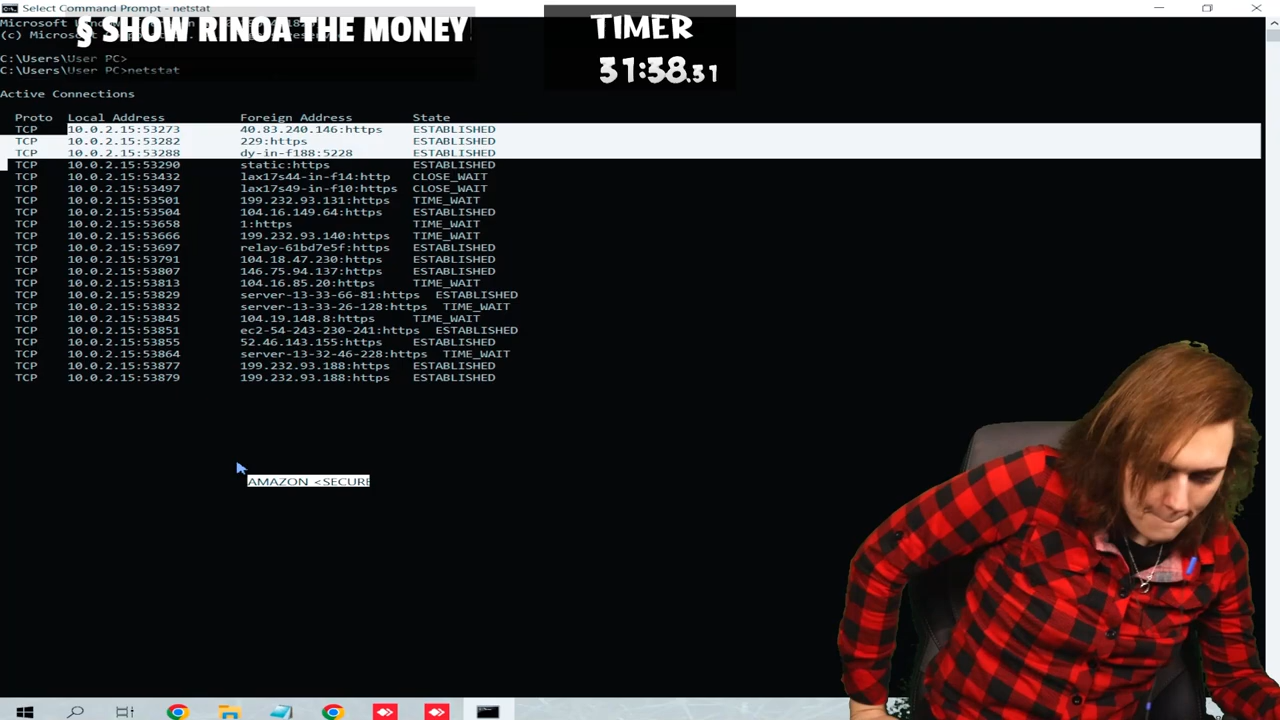 Select Command Prompt - netstat
Microsoft
§ SHOW RINOA THE MONEY
(c) Micros
TIMER
31:38.31
C:\Users\User PC>
C:\Users\User PC>netstat
Active Connections
Proto Local Address Foreign Address State
TCP 10.0.2.15:53273 40.83.240.146:https ESTABLISHED
TCP 10.0.2.15:53282 229:https ESTABLISHED
TCP 10.0.2.15:53288 dy-in-f188:5228 ESTABLISHED
TCP 10.0.2.15:53290 static:https ESTABLISHED
TCP 10.0.2.15:53432 lax17s44-in-f14:http CLOSE_WAIT
TCP 10.0.2.15:53497 lax17s49-in-f10:https CLOSE_WAIT
TCP 10.0.2.15:53501 199.232.93.131:https TIME_WAIT
TCP 10.0.2.15:53504 104.16.149.64:https ESTABLISHED
TCP 10.0.2.15:53658 1:https TIME_WAIT
TCP 10.0.2.15:53666 199.232.93.140:https TIME_WAIT
TCP 10.0.2.15:53697 relay-61bd7e5f:https ESTABLISHED
TCP 10.0.2.15:53791 104.18.47.230:https ESTABLISHED
TCP 10.0.2.15:53807 146.75.94.137:https ESTABLISHED
TCP 10.0.2.15:53813 104.16.85.20:https TIME_WAIT
TCP 10.0.2.15:53829 server-13-33-66-81:https ESTABLISHED
TCP 10.0.2.15:53832 server-13-33-26-128:https TIME_WAIT
TCP 10.0.2.15:53845 104.19.148.8:https TIME_WAIT
TCP 10.0.2.15:53851 ec2-54-243-230-241:https ESTABLISHED
TCP 10.0.2.15:53855 52.46.143.155:https ESTABLISHED
TCP 10.0.2.15:53864 server-13-32-46-228:https TIME_WAIT
TCP 10.0.2.15:53877 199.232.93.188:https ESTABLISHED
TCP 10.0.2.15:53879 199.232.93.188:https ESTABLISHED
AMAZON <SECURE